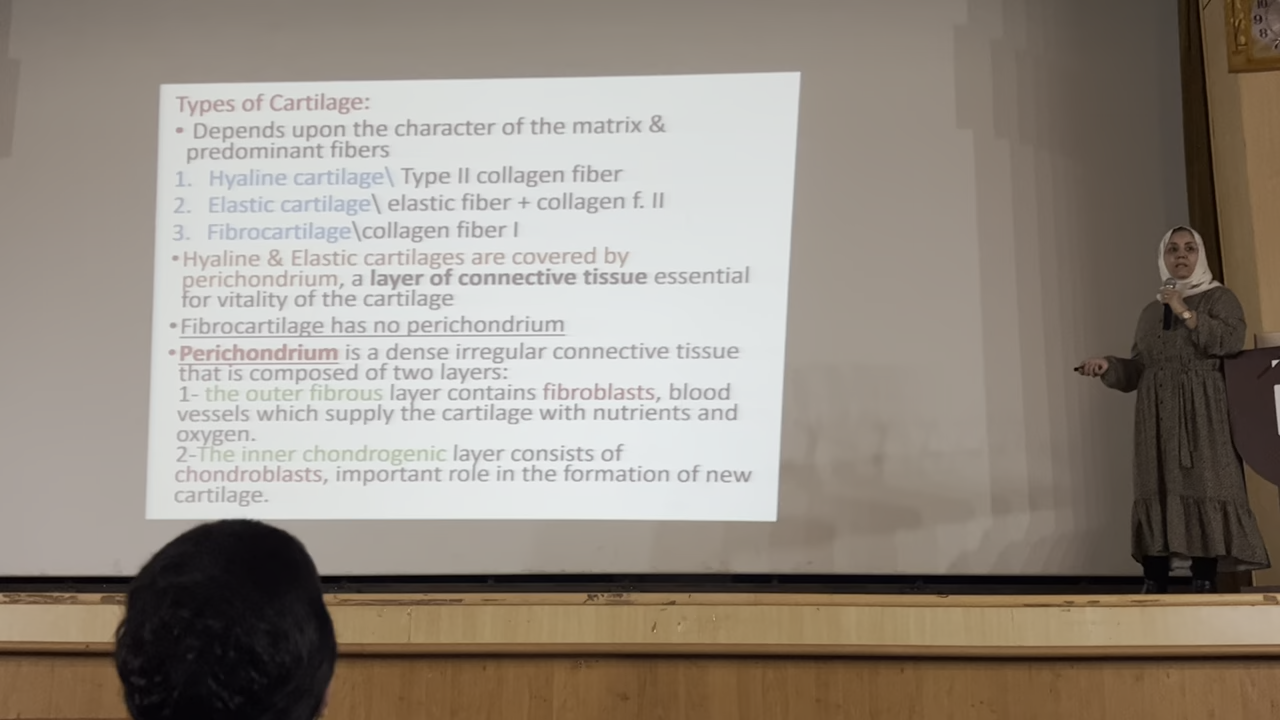 Types of Cartilage:
• Depends upon the character of the matrix &
predominant fibers
1. Hyaline cartilage\ Type II collagen fiber
2. Elastic cartilage\ elastic fiber + collagen f. II
3. Fibrocartilage\collagen fiber I
•Hyaline & Elastic cartilages are covered by
perichondrium, a layer of connective tissue essential
for vitality of the cartilage
•Fibrocartilage has no perichondrium
•Perichondrium is a dense irregular connective tissue
that is composed of two layers:
1- the outer fibrous layer contains fibroblasts, blood
vessels which supply the cartilage with nutrients and
oxygen.
2-The inner chondrogenic layer consists of
chondroblasts, important role in the formation of new
cartilage.
10
9
8
7